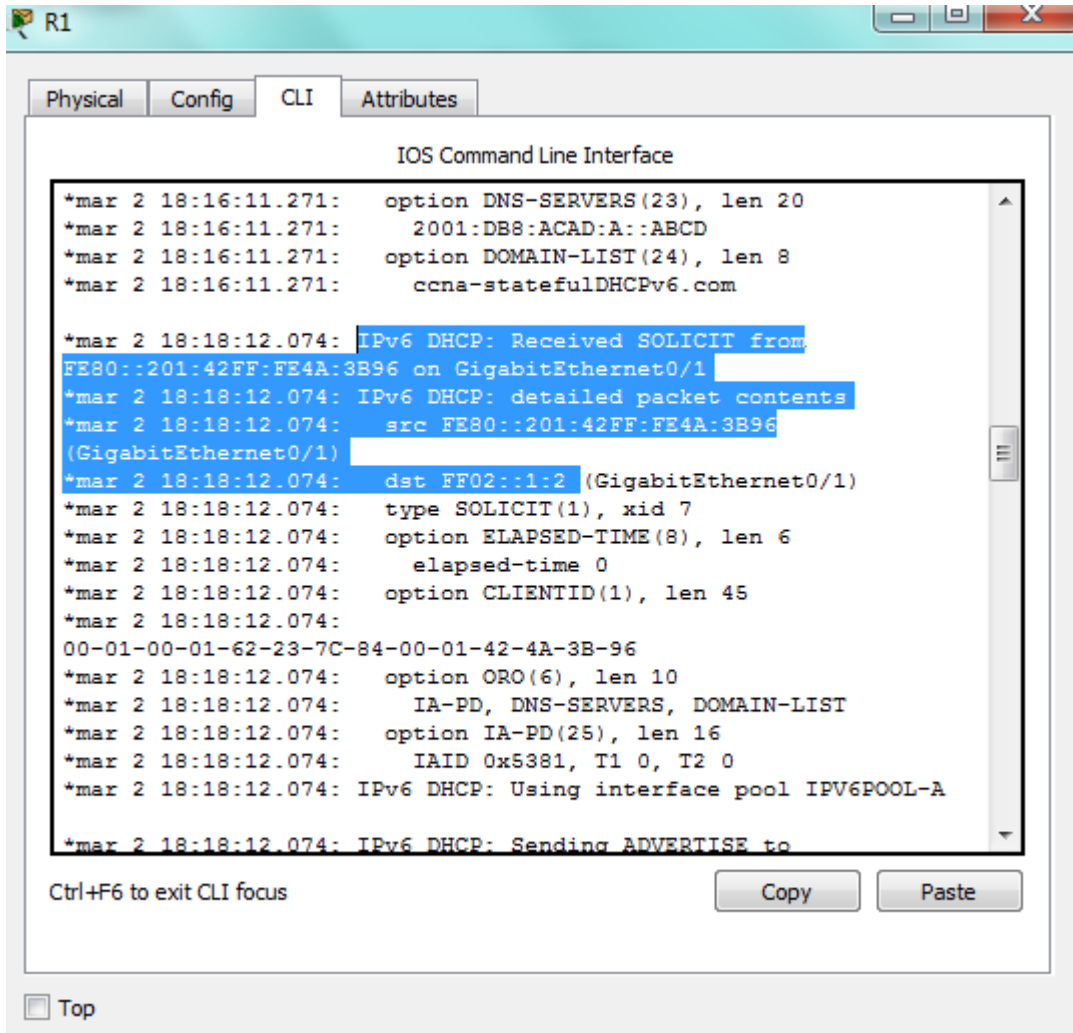 R1
Physical Config CLI Attributes
IOS Command Line Interface
*mar 2 18:16:11.271: option DNS-SERVERS(23), len 20
*mar 2 18:16:11.271: 2001:DB8:ACAD:A::ABCD
*mar 2 18:16:11.271: option DOMAIN-LIST(24), len 8
*mar 2 18:16:11.271: ccna-statefulDHCPv6.com
*mar 2 18:18:12.074: IPv6 DHCP: Received SOLICIT from
FE80::201:42FF:FE4A:3B96 on GigabitEthernet0/1
*mar 2 18:18:12.074: IPv6 DHCP: detailed packet contents
*mar 2 18:18:12.074: src FE80::201:42FF:FE4A:3B96
(GigabitEthernet0/1)
*mar 2 18:18:12.074: dst FF02::1:2 (GigabitEthernet0/1)
*mar 2 18:18:12.074: type SOLICIT(1), xid 7
*mar 2 18:18:12.074: option ELAPSED-TIME(8), len 6
*mar 2 18:18:12.074: elapsed-time 0
*mar 2 18:18:12.074: option CLIENTID(1), len 45
*mar 2 18:18:12.074:
00-01-00-01-62-23-7C-84-00-01-42-4A-3B-96
*mar 2 18:18:12.074: option ORO(6), len 10
*mar 2 18:18:12.074: IA-PD, DNS-SERVERS, DOMAIN-LIST
*mar 2 18:18:12.074: option IA-PD(25), len 16
*mar 2 18:18:12.074: IAID 0x5381, T1 0, T2 0
*mar 2 18:18:12.074: IPv6 DHCP: Using interface pool IPV6POOL-A
*mar 2 18:18:12.074: IPv6 DHCP: Sending ADVERTISE to
Ctrl+F6 to exit CLI focus
Copy
Paste
Top